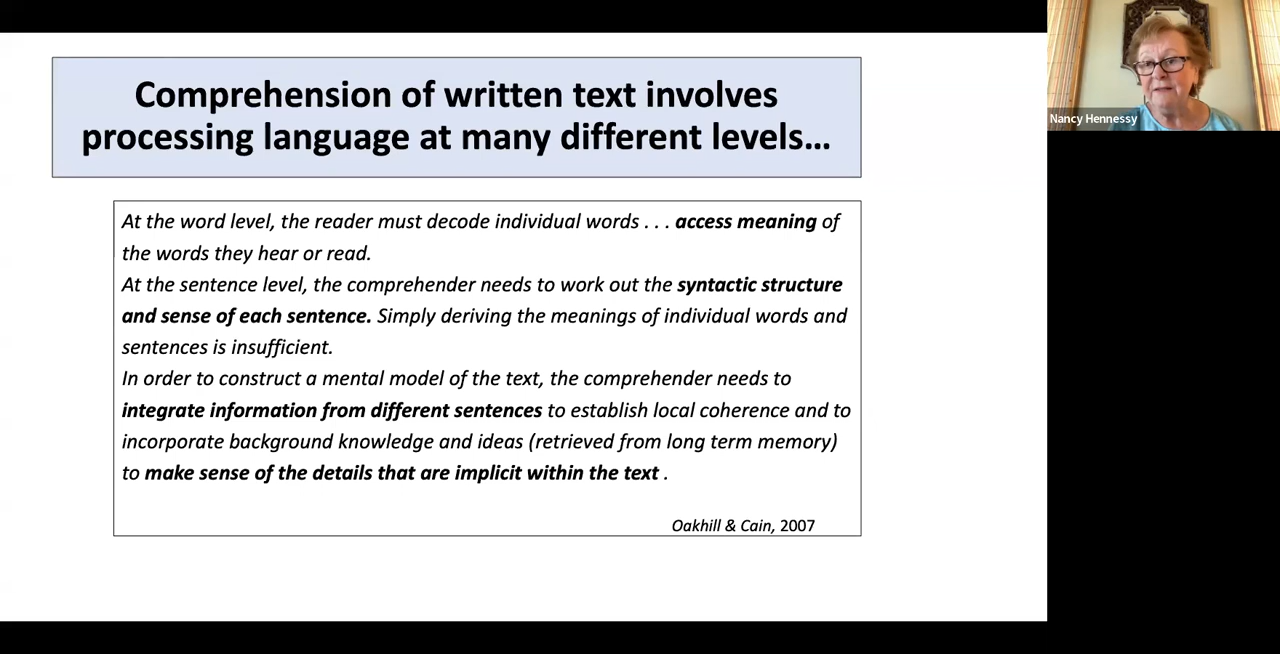 Comprehension of written text involves
processing language at many different levels...
At the word level, the reader must decode individual words . . . access meaning of
the words they hear or read.
At the sentence level, the comprehender needs to work out the syntactic structure
and sense of each sentence. Simply deriving the meanings of individual words and
sentences is insufficient.
In order to construct a mental model of the text, the comprehender needs to
integrate information from different sentences to establish local coherence and to
incorporate background knowledge and ideas (retrieved from long term memory)
to make sense of the details that are implicit within the text .
Oakhill & Cain, 2007
Nancy Hennessy